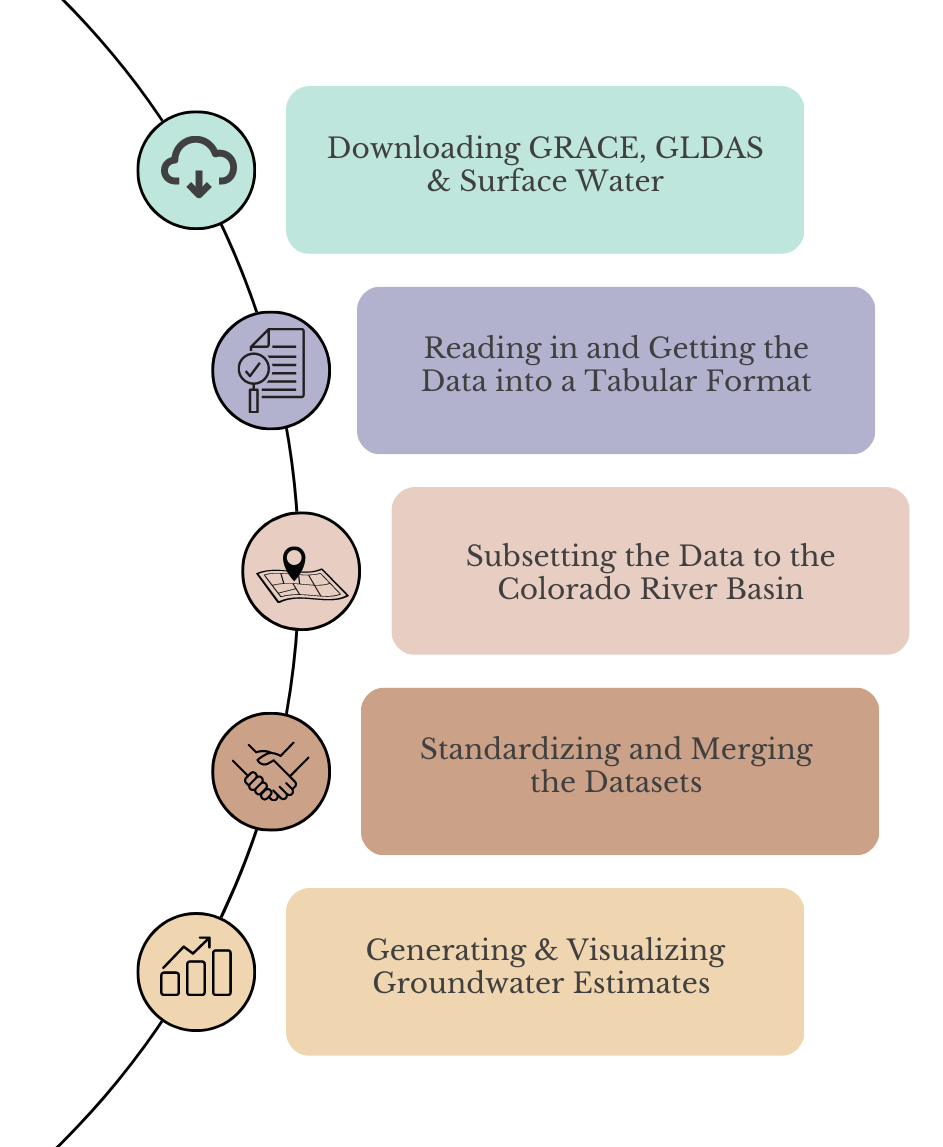 Downloading GRACE, GLDAS
& Surface Water
Reading in and Getting the
Data into a Tabular Format
Subsetting the Data to the
Colorado River Basin
Standardizing and Merging
the Datasets
Generating & Visualizing
Groundwater Estimates